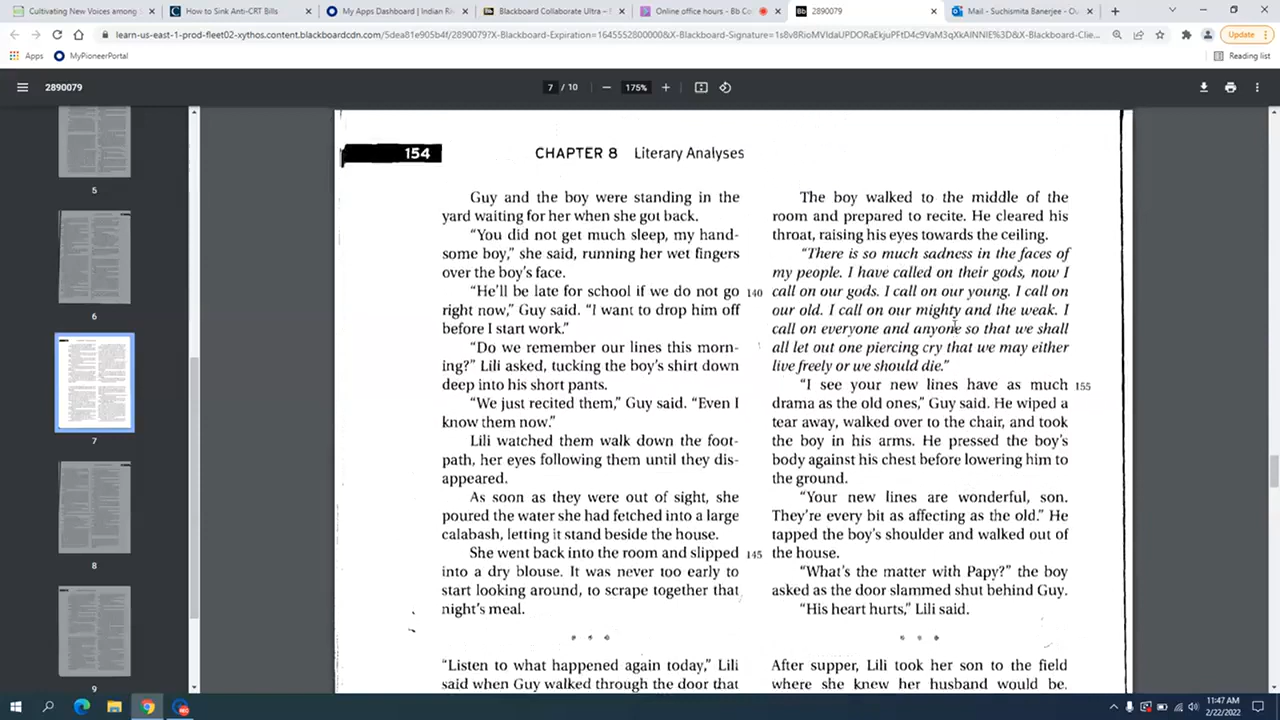 Cultivating New Voices among S
How to Sink Anti-CRT Bills
My Apps Dashboard | Indian Ri
Blackboard Collaborate Ultra –
Online office hours - Bb Co
2890079
Mail - Suchismita Banerjee - Ou
Update
Apps
MyPioneerPortal
Reading list
2890079
7 / 10
175%
5
6
7
8
9
154
CHAPTER 8 Literary Analyses
Guy and the boy were standing in the
yard waiting for her when she got back.
"You did not get much sleep, my hand-
some boy," she said, running her wet fingers
over the boy's face.
"He'll be late for school if we do not go 140
right now," Guy said. "I want to drop him off
before I start work."
"Do we remember our lines this morn-
ing?" Lili asked, tucking the boy's shirt down
deep into his short pants.
"We just recited them," Guy said. "Even I
know them now."
Lili watched them walk down the foot-
path, her eyes following them until they dis-
appeared.
As soon as they were out of sight, she
poured the water she had fetched into a large
calabash, letting it stand beside the house.
She went back into the room and slipped 145
into a dry blouse. It was never too early to
start looking around, to scrape together that
night's meal.
* * *
"Listen to what happened again today," Lili
said when Guy walked through the door that
The boy walked to the middle of the
room and prepared to recite. He cleared his
throat, raising his eyes towards the ceiling.
"There is so much sadness in the faces of
my people. I have called on their gods, now I
call on our gods. I call on our young. I call on
our old. I call on our mighty and the weak. I
call on everyone and anyone so that we shall
all let out one piercing cry that we may either
live freely or we should die."
"I see your new lines have as much 155
drama as the old ones," Guy said. He wiped a
tear away, walked over to the chair, and took
the boy in his arms. He pressed the boy's
body against his chest before lowering him to
the ground.
"Your new lines are wonderful, son.
They're every bit as affecting as the old." He
tapped the boy's shoulder and walked out of
the house.
"What's the matter with Papy?" the boy
asked as the door slammed shut behind Guy.
"His heart hurts," Lili said.
* * *
After supper, Lili took her son to the field
where she knew her husband would be.
11:47 AM
2/22/2022